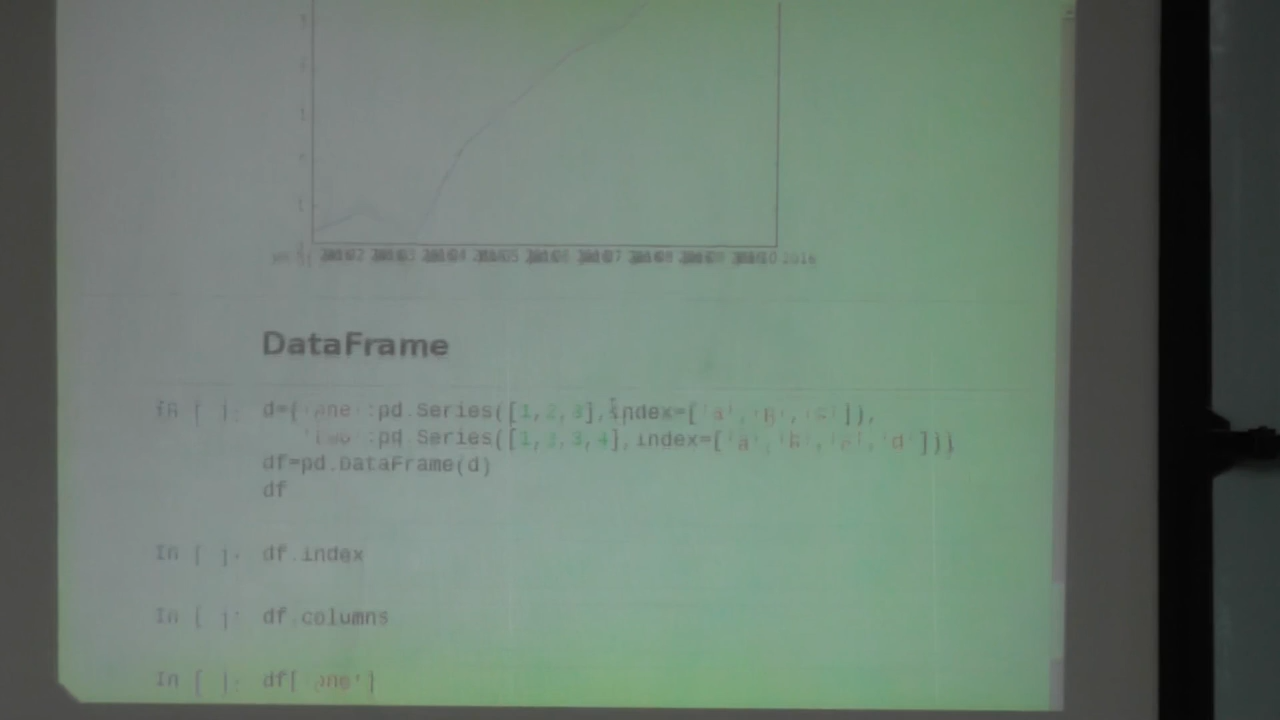 2016
DataFrame
In [ ]: d={'one':pd.Series([1,2,3],index=['a','b','c']),
'Two':pd.Series([1,2,3,4],index=['a','b','c','d'])}
df=pd.DataFrame(d)
df
In [ ]: df.index
In [ ]: df.columns
In [ ]: df['one']